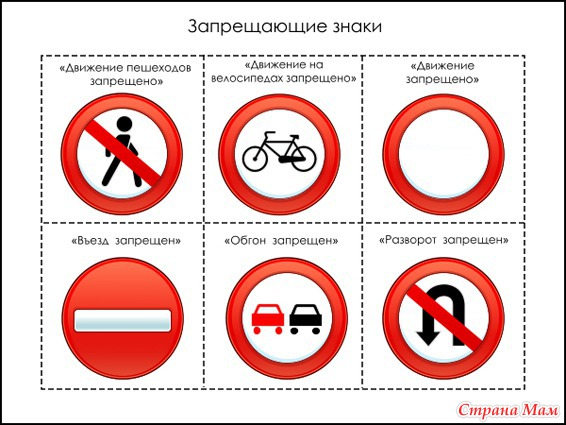 Запрещающие знаки
«Движение пешеходов
запрещено»
«Движение на
велосипедах запрещено»
«Движение
запрещено»
«Въезд запрещен»
«Обгон запрещен»
«Разворот запрещен»
Страна Мам